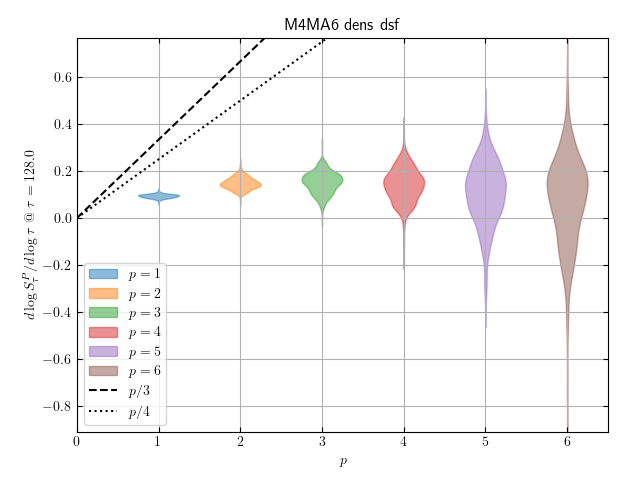 M4MA6 dens dsf
d log S_τ^P / d log τ @ τ = 128.0
0.6
0.4
0.2
0.0
−0.2
−0.4
−0.6
−0.8
p = 1
p = 2
p = 3
p = 4
p = 5
p = 6
p/3
p/4
0 1 2 3 4 5 6
p